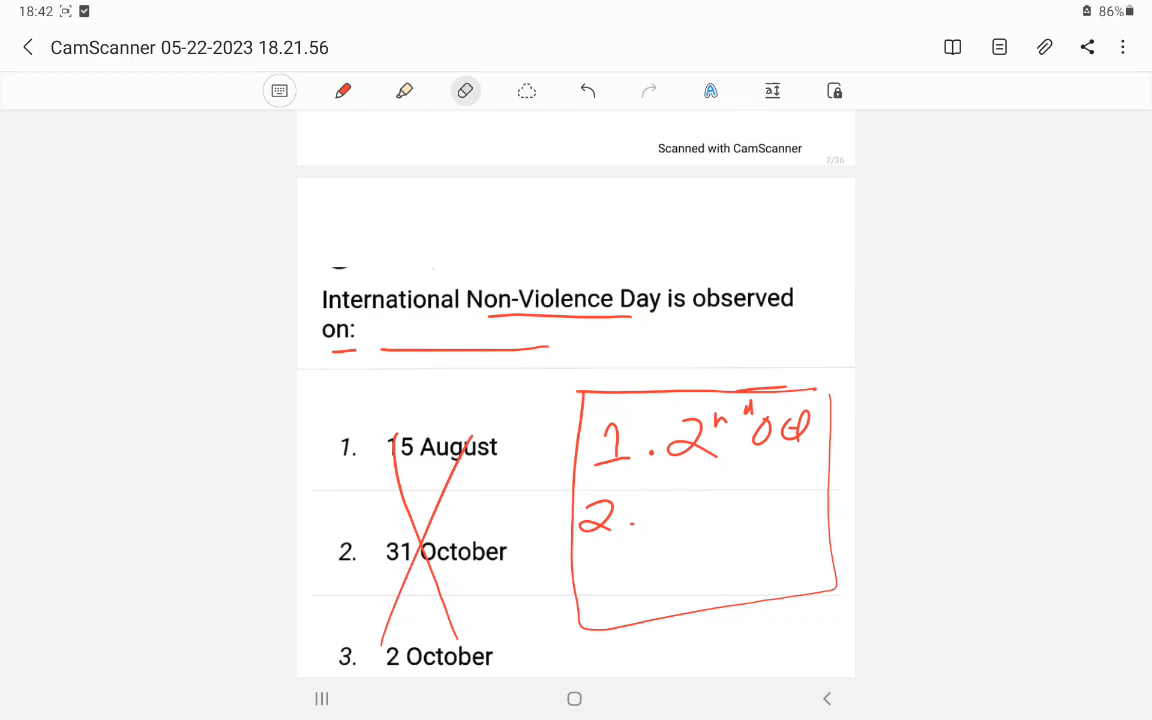 18:42 86%
CamScanner 05-22-2023 18.21.56
Scanned with CamScanner
2/36
International Non-Violence Day is observed
on:
1. 15 August
1. 2nd Oct
2.
2. 31 October
3. 2 October